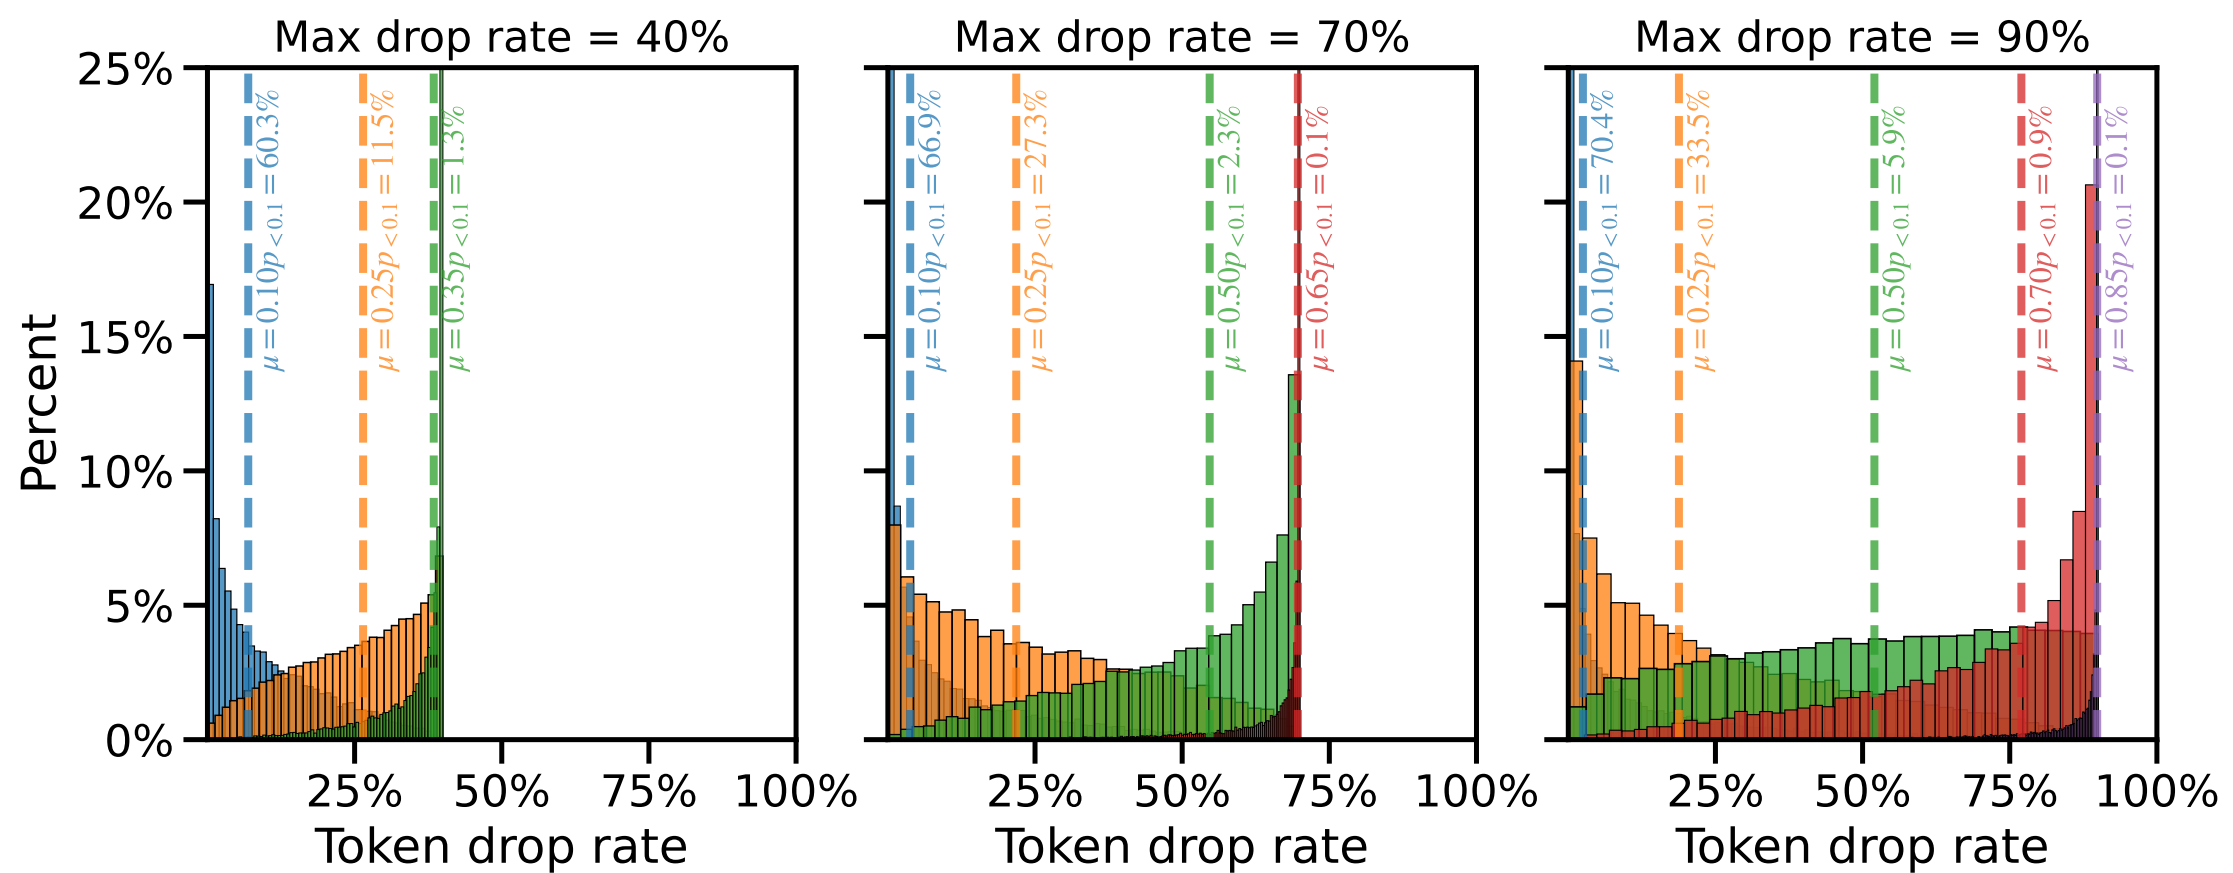 Max drop rate = 40%
Max drop rate = 70%
Max drop rate = 90%
Percent
25%
20%
15%
10%
5%
0%
μ=0.10p<0.1=60.3%
μ=0.25p<0.1=11.5%
μ=0.35p<0.1=1.3%
μ=0.10p<0.1=66.9%
μ=0.25p<0.1=27.3%
μ=0.50p<0.1=2.3%
μ=0.65p<0.1=0.1%
μ=0.10p<0.1=70.4%
μ=0.25p<0.1=33.5%
μ=0.50p<0.1=5.9%
μ=0.70p<0.1=0.9%
μ=0.85p<0.1=0.1%
25% 50% 75% 100%
25% 50% 75% 100%
25% 50% 75% 100%
Token drop rate
Token drop rate
Token drop rate